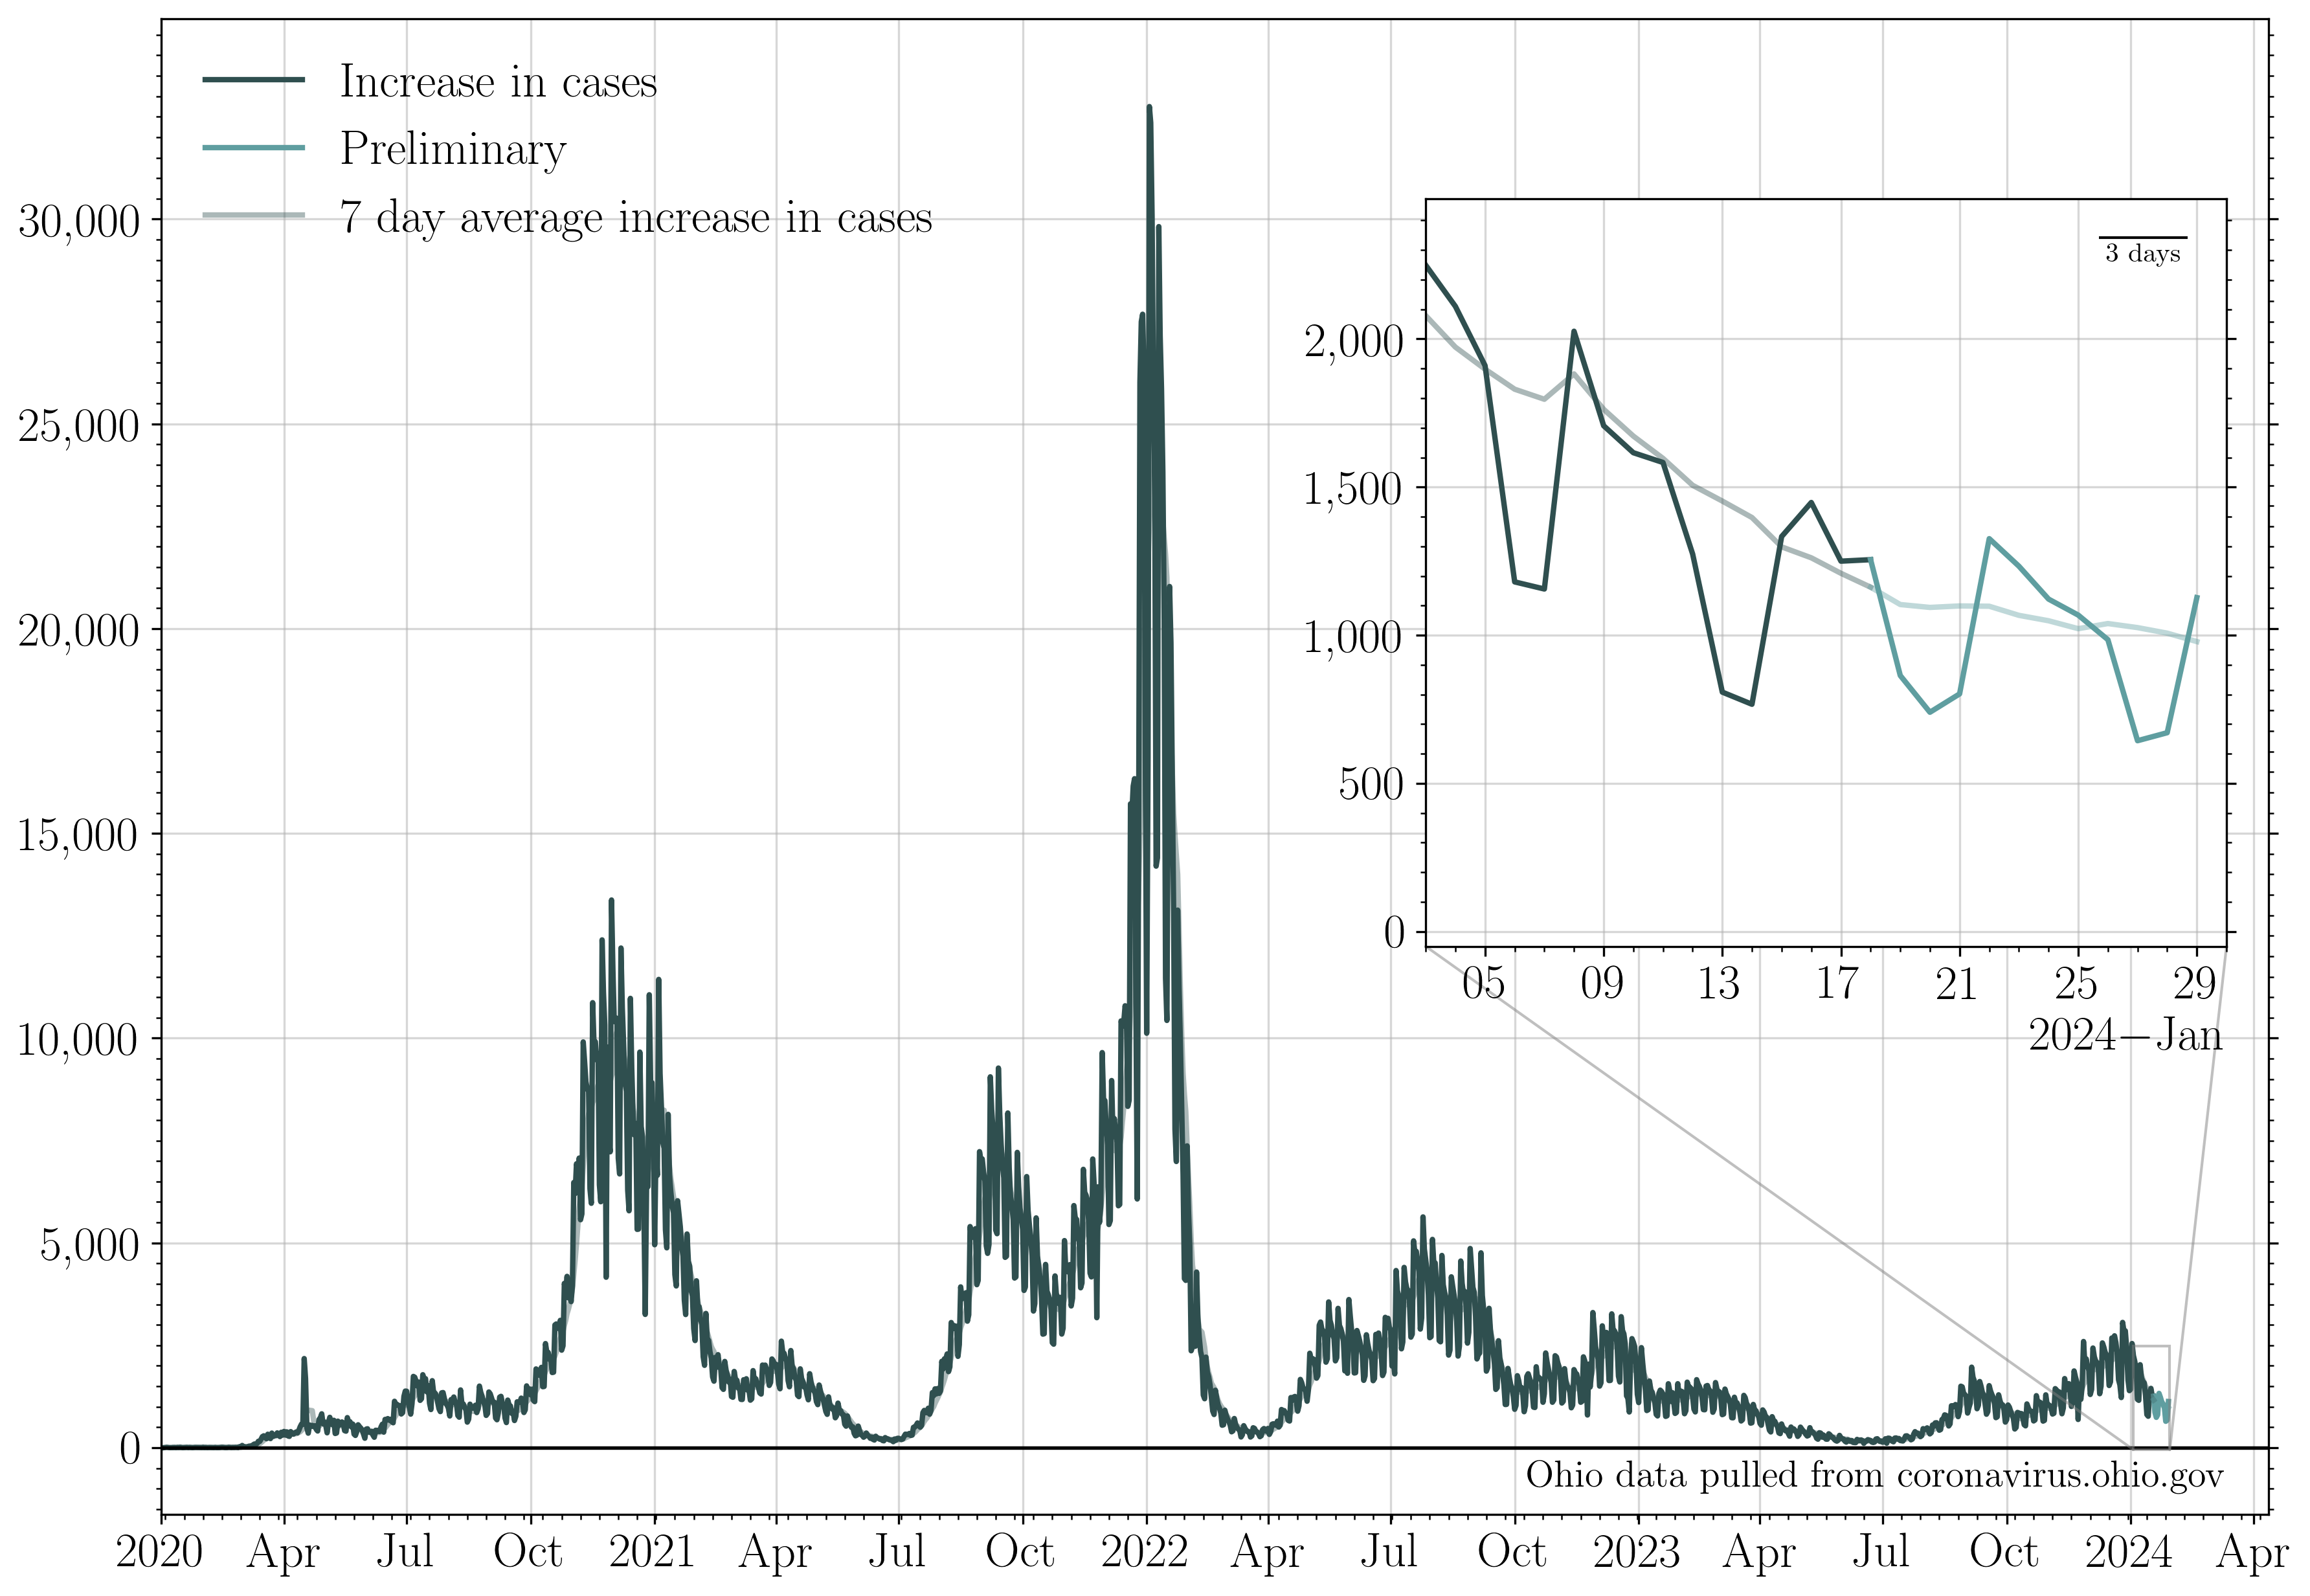 Increase in cases
Preliminary
7 day average increase in cases
30,000
25,000
20,000
15,000
10,000
5,000
0
3 days
2,000
1,500
1,000
500
0
05 09 13 17 21 25 29
2024—Jan
Ohio data pulled from coronavirus.ohio.gov
2020 Apr Jul Oct 2021 Apr Jul Oct 2022 Apr Jul Oct 2023 Apr Jul Oct 2024 Apr